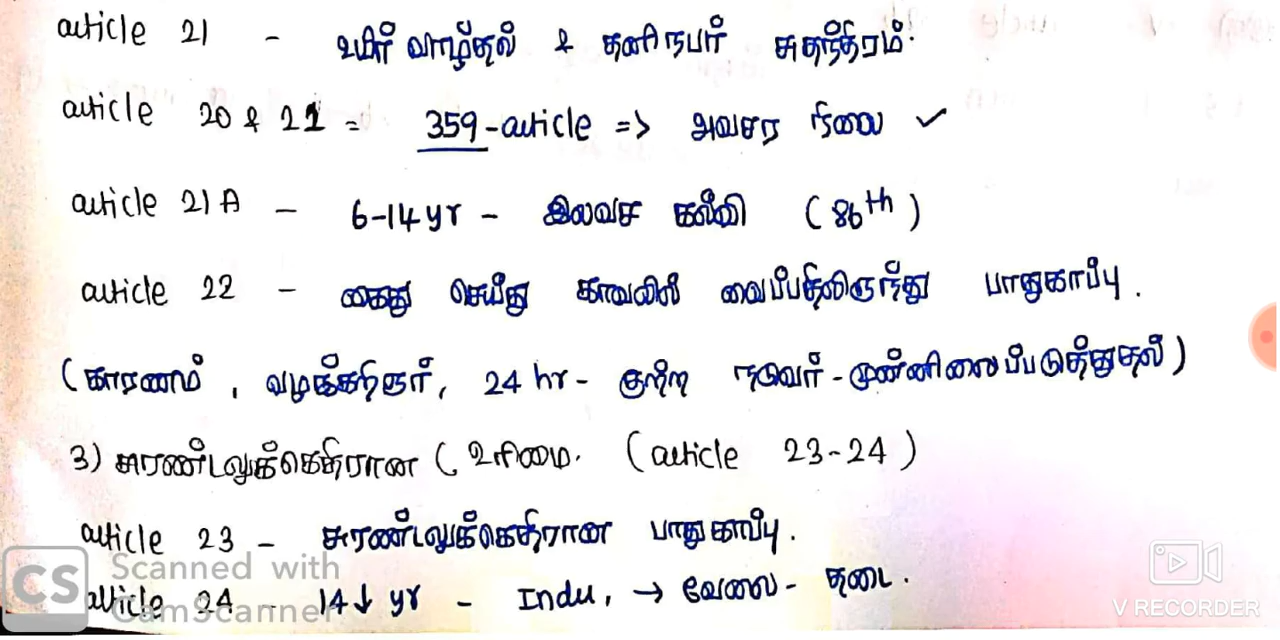 article 21 - உயிர் வாழ்தல் & தனிநபர் சுதந்திரம்.
article 20 & 21 = 359-article => அவசர நிலை ✓
article 21A - 6-14 yr - இலவச கல்வி (86th)
article 22 - கைது செய்து காவலில் வைப்பதிலிருந்து பாதுகாப்பு.
(காரணம், வழக்கறிஞர், 24 hr - குற்ற நடுவர் - முன்னிலைப்படுத்துதல்)
3) சுரண்டலுக்கெதிரான ( உரிமை. (article 23-24)
article 23 - சுரண்டலுக்கெதிரான பாதுகாப்பு.
article 24 - 14↓ yr - Indu, → வேலை - தடை.
CS Scanned with CamScanner
V RECORDER